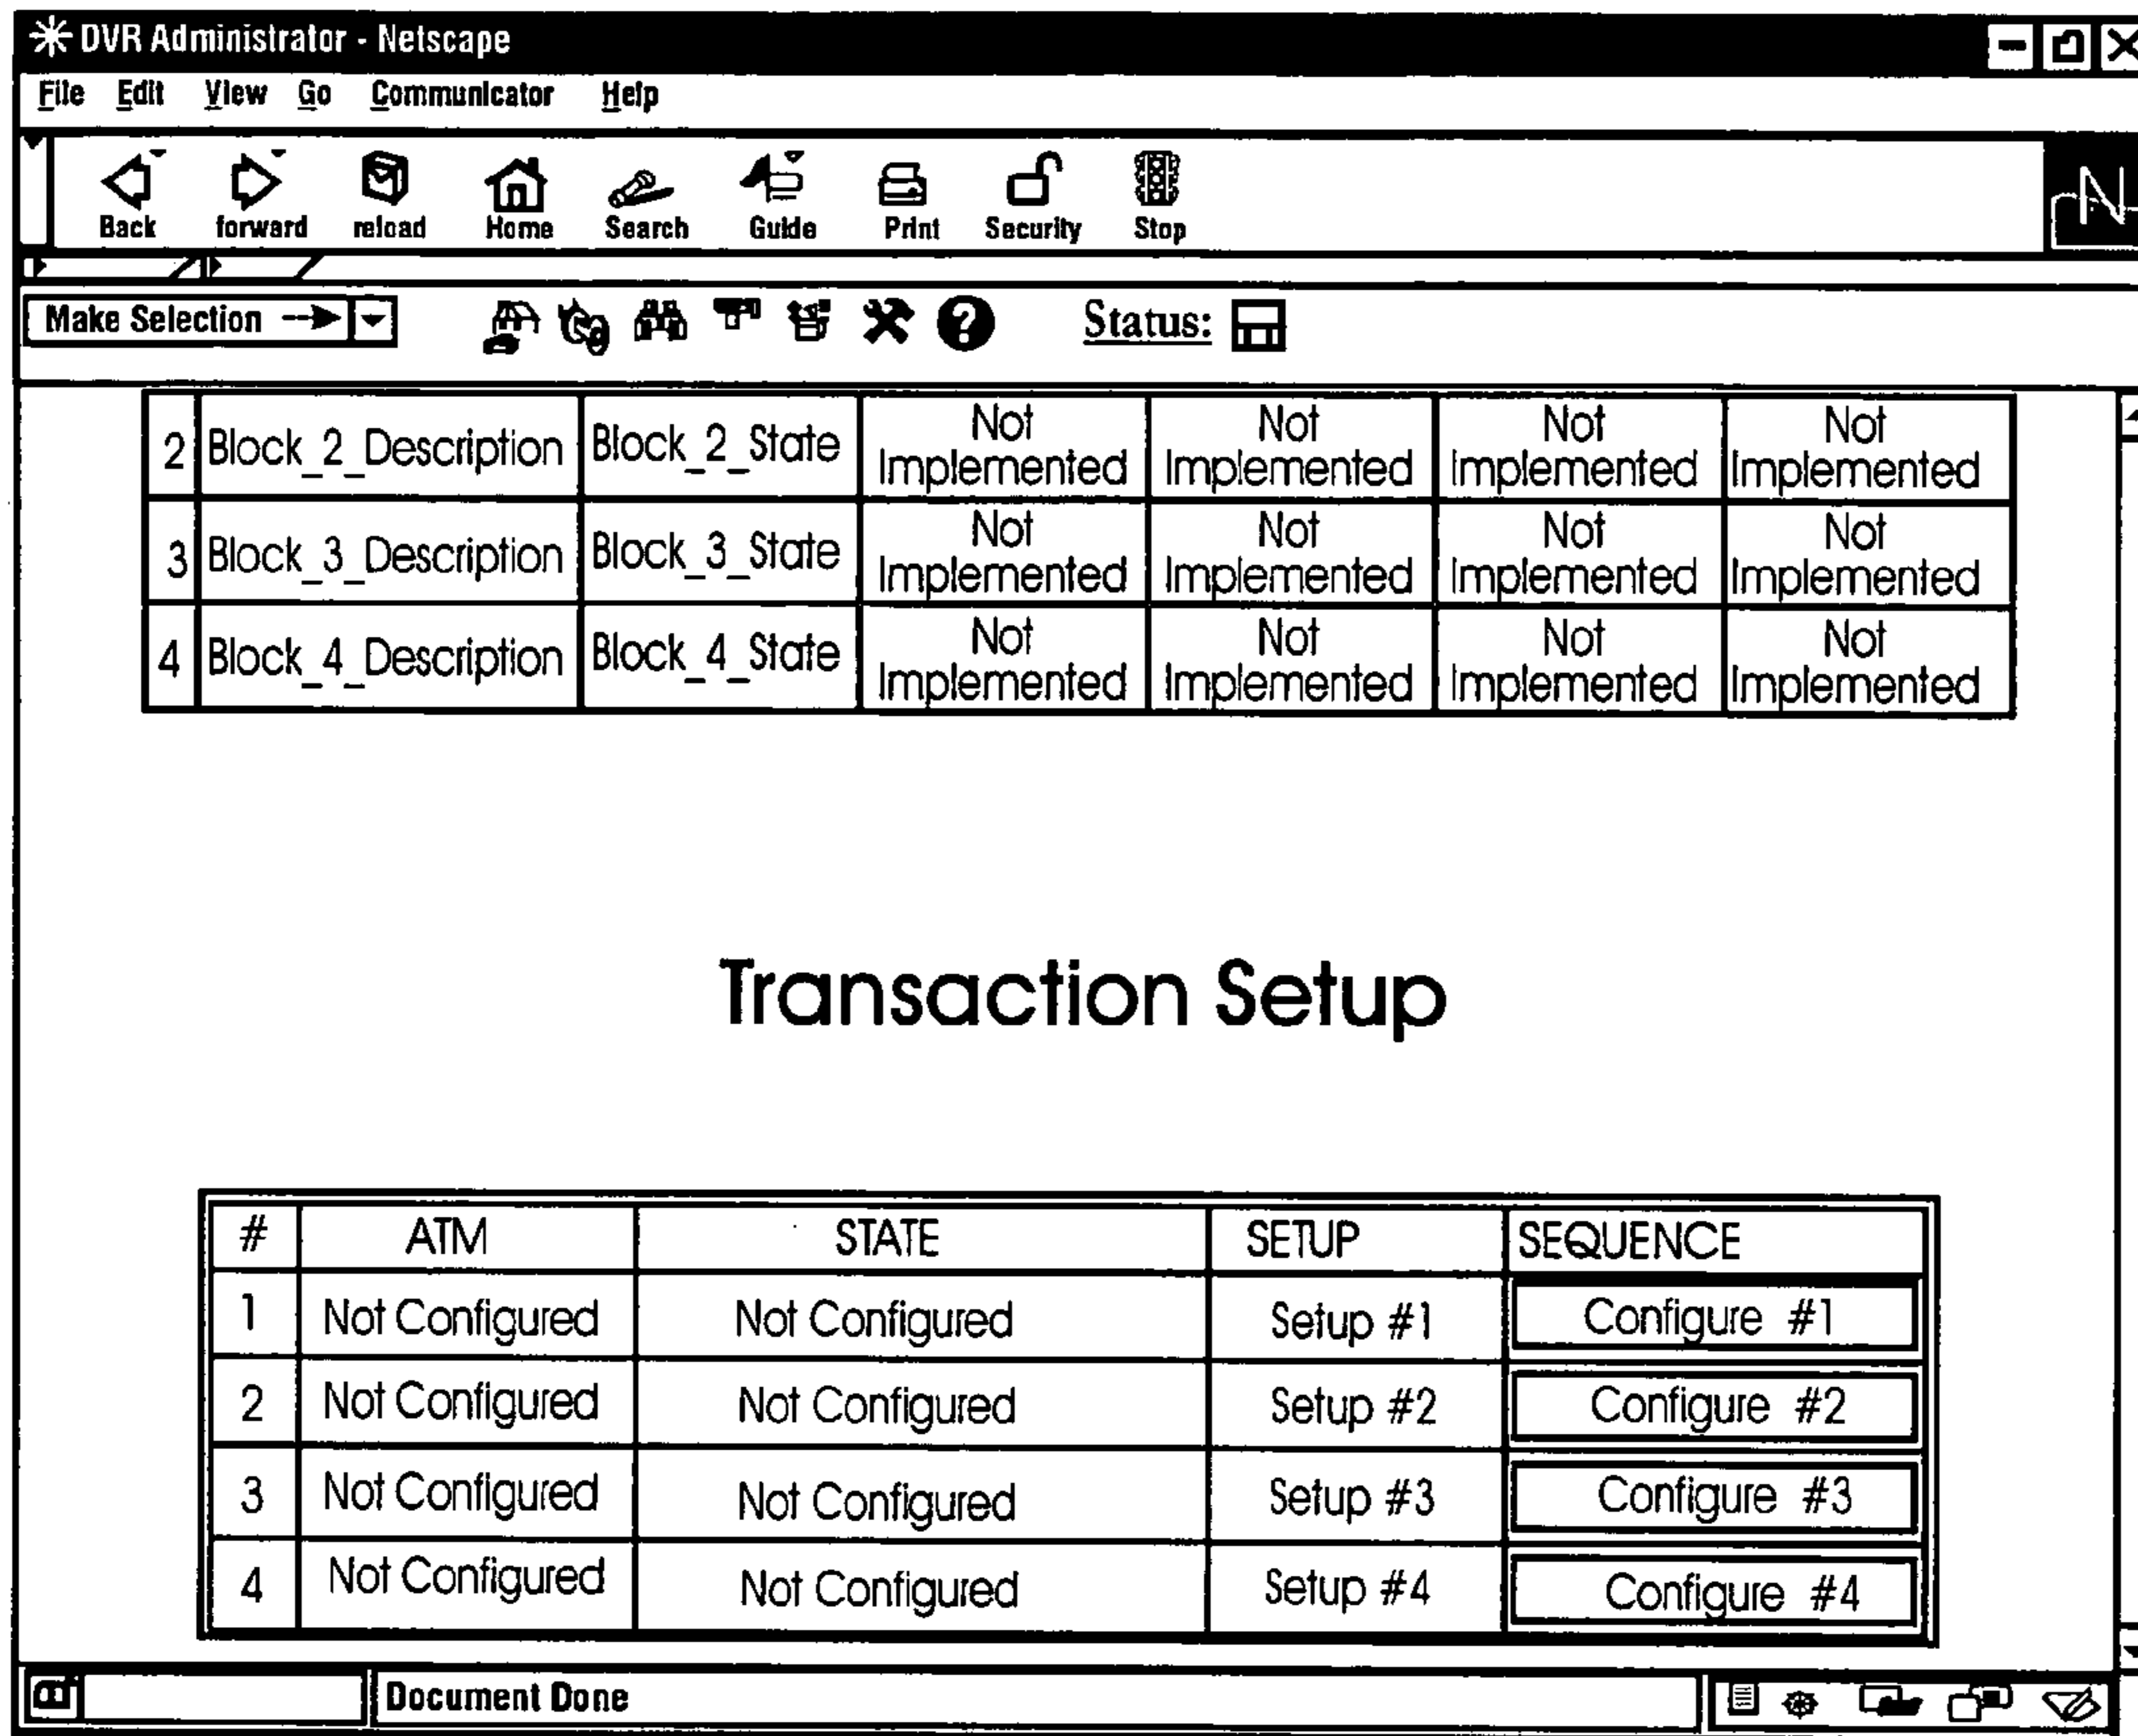 DVR Administrator - Netscape
File Edit View Go Communicator Help
Back forward reload Home Search Guide Print Security Stop
N
Make Selection Status:
2 Block_2_Description Block_2_State Not Implemented Not Implemented Not Implemented Not Implemented
3 Block_3_Description Block_3_State Not Implemented Not Implemented Not Implemented Not Implemented
4 Block_4_Description Block_4_State Not Implemented Not Implemented Not Implemented Not Implemented
Transaction Setup
# ATM STATE SETUP SEQUENCE
1 Not Configured Not Configured Setup #1 Configure #1
2 Not Configured Not Configured Setup #2 Configure #2
3 Not Configured Not Configured Setup #3 Configure #3
4 Not Configured Not Configured Setup #4 Configure #4
Document Done